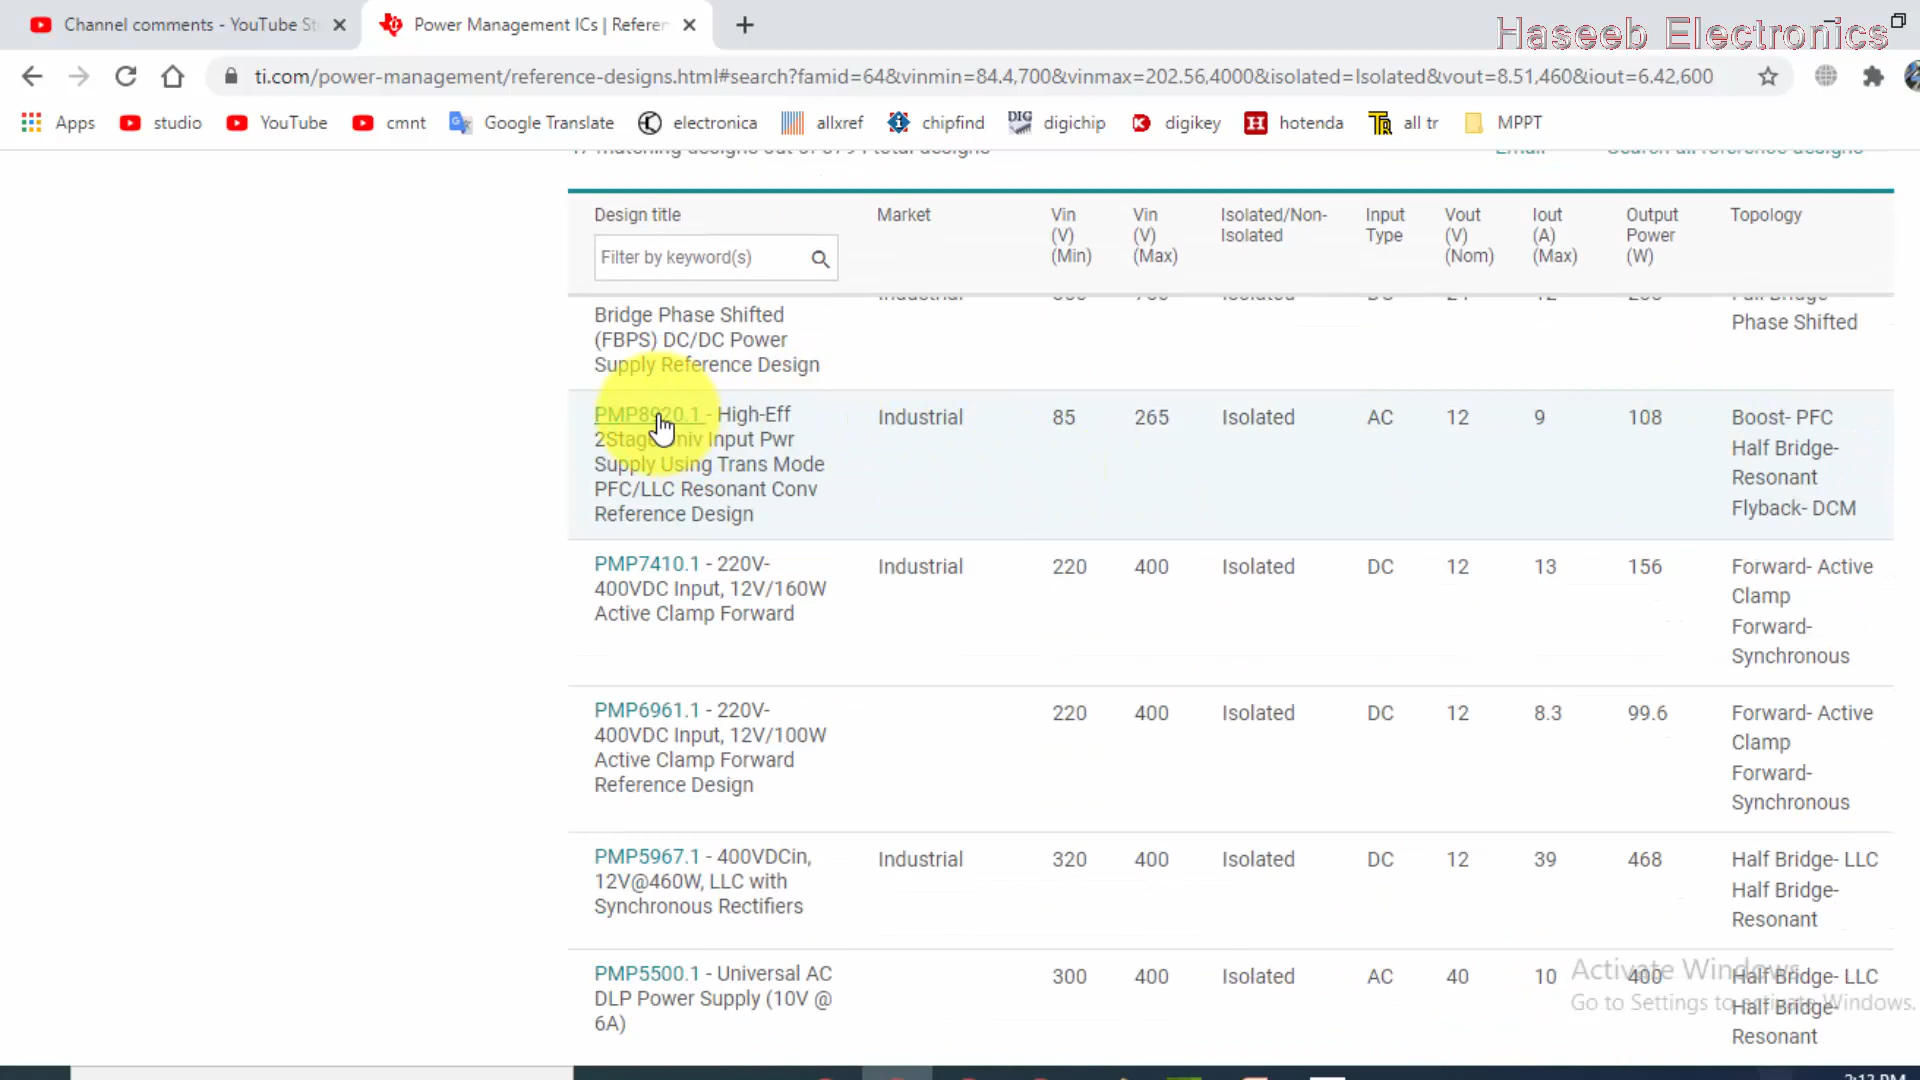 Channel comments - YouTube St
Power Management ICs | Referen
Haseeb Electronics
ti.com/power-management/reference-designs.html#search?famid=64&vinmin=84.4,700&vinmax=202.56,4000&isolated=Isolated&vout=8.51,460&iout=6.42,600
Apps studio YouTube cmnt Google Translate electronica allxref chipfind DIG digichip digikey H hotenda TR all tr MPPT
Email Search all reference designs
Design title Market Vin (V) (Min) Vin (V) (Max) Isolated/Non-Isolated Input Type Vout (V) (Nom) Iout (A) (Max) Output Power (W) Topology
Filter by keyword(s)
Bridge Phase Shifted
(FBPS) DC/DC Power
Supply Reference Design
Phase Shifted
PMP8920.1 - High-Eff Industrial 85 265 Isolated AC 12 9 108 Boost- PFC
2Stage Univ Input Pwr Half Bridge-
Supply Using Trans Mode Resonant
PFC/LLC Resonant Conv Flyback- DCM
Reference Design
PMP7410.1 - 220V- Industrial 220 400 Isolated DC 12 13 156 Forward- Active
400VDC Input, 12V/160W Clamp
Active Clamp Forward Forward-
Synchronous
PMP6961.1 - 220V- 220 400 Isolated DC 12 8.3 99.6 Forward- Active
400VDC Input, 12V/100W Clamp
Active Clamp Forward Forward-
Reference Design Synchronous
PMP5967.1 - 400VDCin, Industrial 320 400 Isolated DC 12 39 468 Half Bridge- LLC
12V@460W, LLC with Half Bridge-
Synchronous Rectifiers Resonant
PMP5500.1 - Universal AC 300 400 Isolated AC 40 10 400 Half Bridge- LLC
DLP Power Supply (10V @ Half Bridge-
6A) Resonant
Activate Windows
Go to Settings to activate Windows.